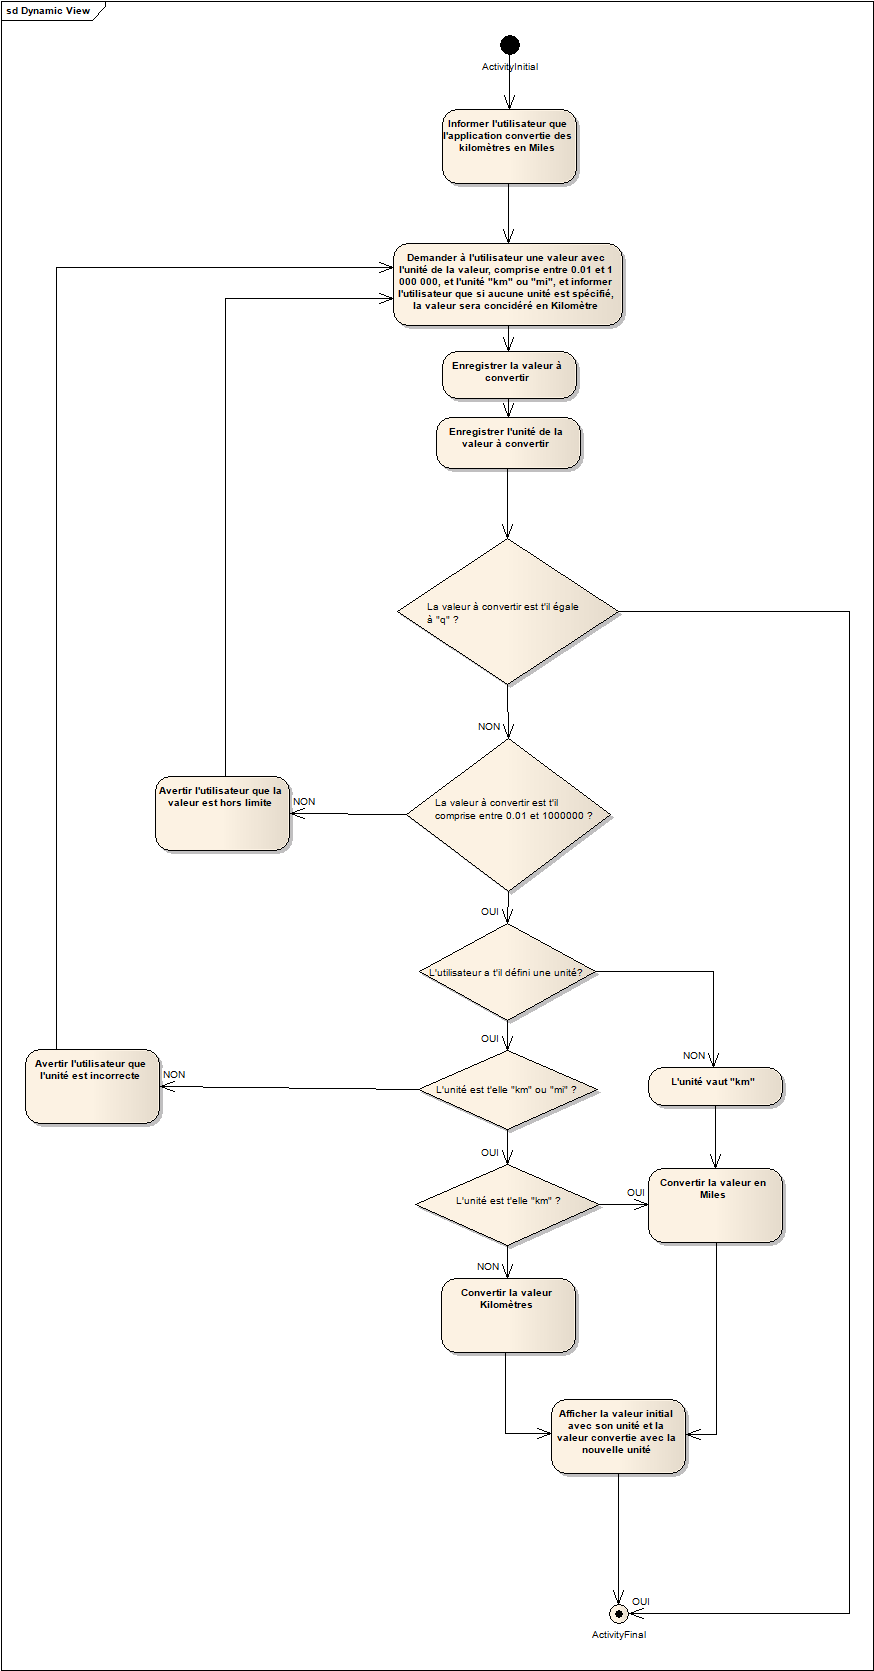 sd Dynamic View
ActivityInitial
Informer l'utilisateur que
l'application convertie des
kilomètres en Miles
Demander à l'utilisateur une valeur avec
l'unité de la valeur, comprise entre 0.01 et 1
000 000, et l'unité "km" ou "mi", et informer
l'utilisateur que si aucune unité est spécifié,
la valeur sera concidéré en Kilomètre
Enregistrer la valeur à
convertir
Enregistrer l'unité de la
valeur à convertir
La valeur à convertir est t'il égale
à "q" ?
NON
Avertir l'utilisateur que la
valeur est hors limite
NON
La valeur à convertir est t'il
comprise entre 0.01 et 1000000 ?
OUI
L'utilisateur a t'il défini une unité?
OUI
NON
Avertir l'utilisateur que
l'unité est incorrecte
NON
L'unité est t'elle "km" ou "mi" ?
L'unité vaut "km"
OUI
L'unité est t'elle "km" ?
OUI
Convertir la valeur en
Miles
NON
Convertir la valeur
Kilomètres
Afficher la valeur initial
avec son unité et la
valeur convertie avec la
nouvelle unité
OUI
ActivityFinal